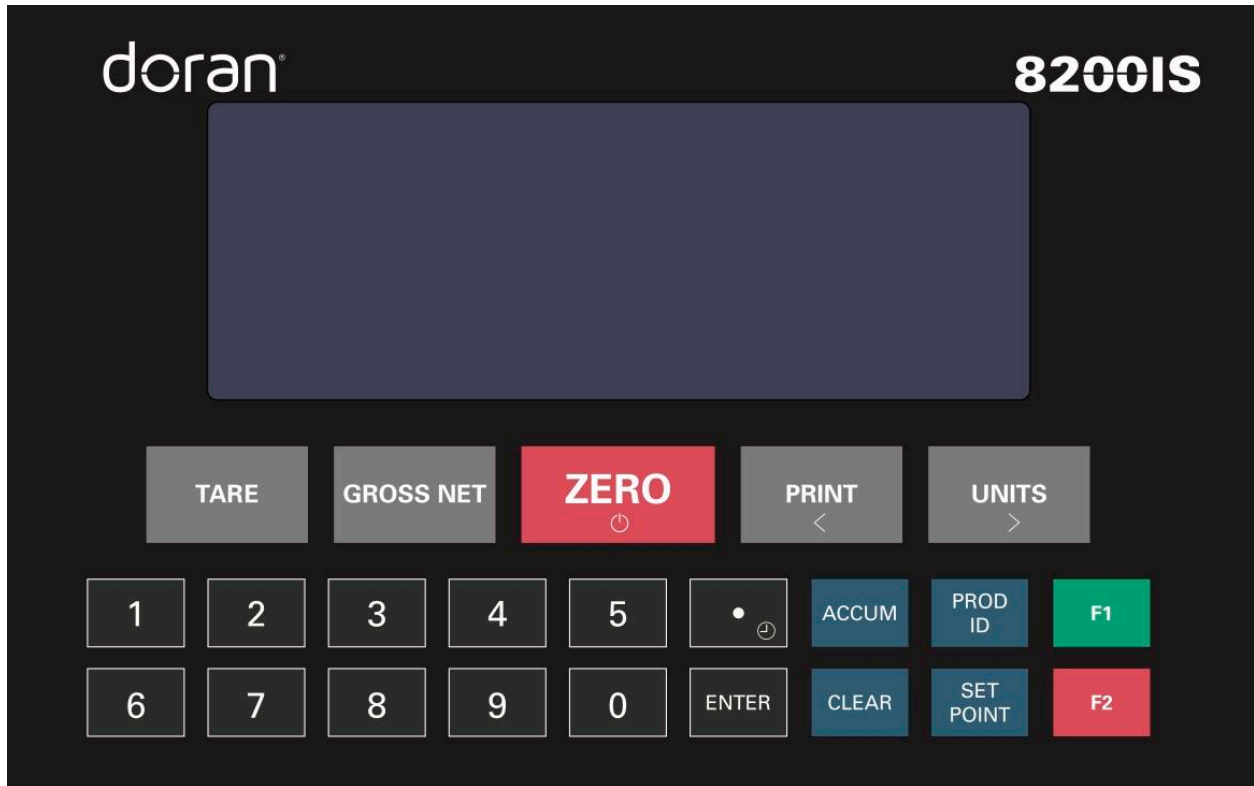 doran®
8200IS
TARE
GROSS NET
ZERO
PRINT
<
UNITS
>
1
2
3
4
5
.
ACCUM
PROD
ID
F1
6
7
8
9
0
ENTER
CLEAR
SET
POINT
F2